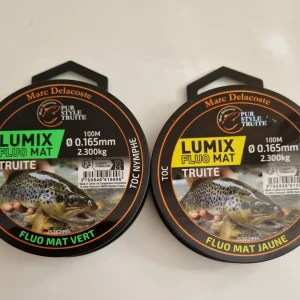 Marc Delacoste
PUR
STYLE
TRUITE
LUMIX
FLUO MAT
TRUITE
100M
Ø 0.165mm
2.300kg
TOC NYMPHE
FLUO MAT VERT
Marc Delacoste
PUR
STYLE
TRUITE
LUMIX
FLUO MAT
TRUITE
100M
Ø 0.165mm
2.300kg
TOC
FLUO MAT JAUNE